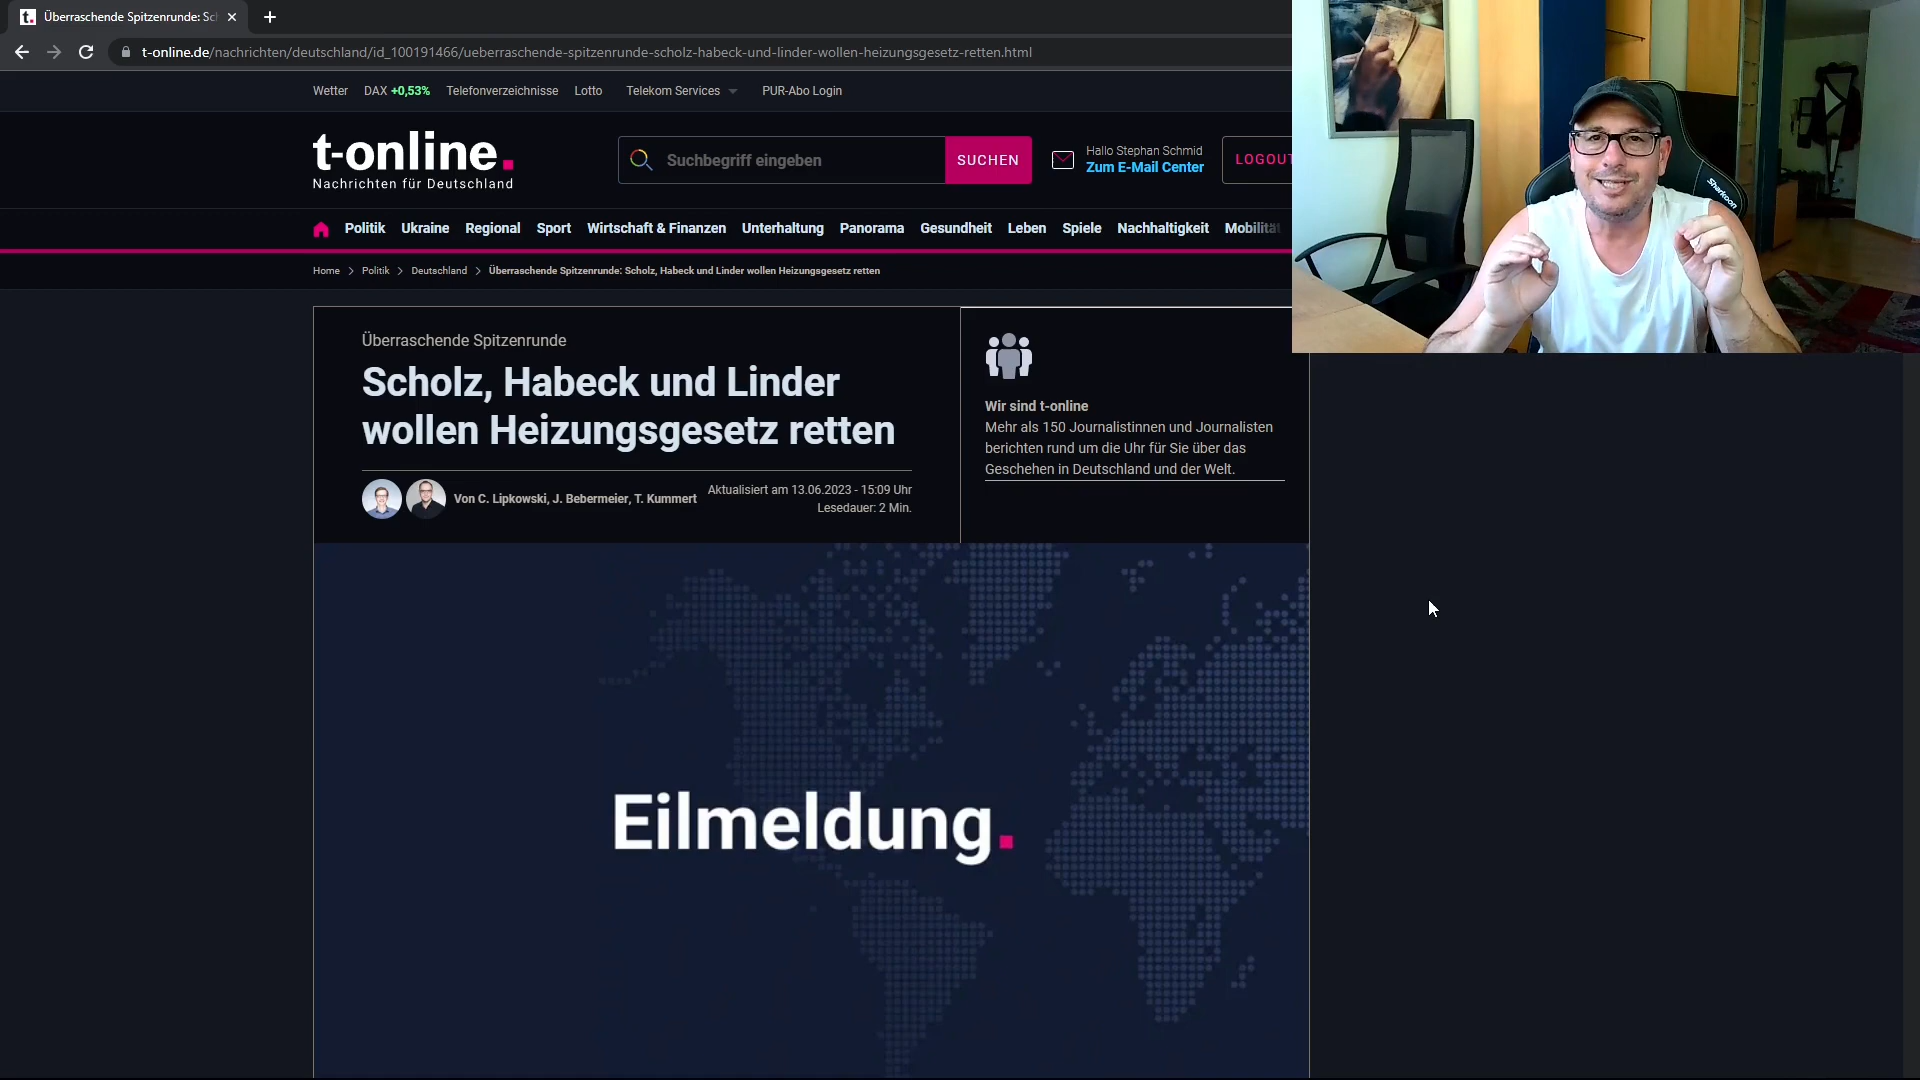 Überraschende Spitzenrunde: Sc
t-online.de/nachrichten/deutschland/id_100191466/ueberraschende-spitzenrunde-scholz-habeck-und-linder-wollen-heizungsgesetz-retten.html
Wetter DAX +0,53% Telefonverzeichnisse Lotto Telekom Services PUR-Abo Login
t-online.
Nachrichten für Deutschland
Suchbegriff eingeben
SUCHEN
Hallo Stephan Schmid
Zum E-Mail Center
LOGOUT
Politik Ukraine Regional Sport Wirtschaft & Finanzen Unterhaltung Panorama Gesundheit Leben Spiele Nachhaltigkeit Mobilität
Home > Politik > Deutschland > Überraschende Spitzenrunde: Scholz, Habeck und Linder wollen Heizungsgesetz retten
Überraschende Spitzenrunde
Scholz, Habeck und Linder
wollen Heizungsgesetz retten
Von C. Lipkowski, J. Bebermeier, T. Kummert
Aktualisiert am 13.06.2023 - 15:09 Uhr
Lesedauer: 2 Min.
Wir sind t-online
Mehr als 150 Journalistinnen und Journalisten
berichten rund um die Uhr für Sie über das
Geschehen in Deutschland und der Welt.
Eilmeldung.
Sharkoon